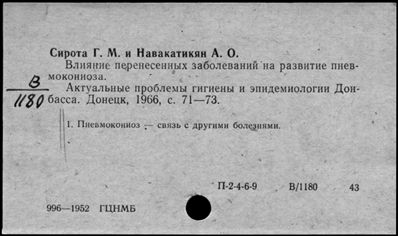 Сирота Г. М. и Навакатикян А. О.
Влияние перенесенных заболеваний на развитие пнев-
мокониоза.
В
1180
Актуальные проблемы гигиены и эпидемиологии Дон-
басса. Донецк, 1966, с. 71—73.
1. Пневмокониоз — связь с другими болезнями.
П-2-4-6-9 В/1180 43
996—1952 ГЦНМБ